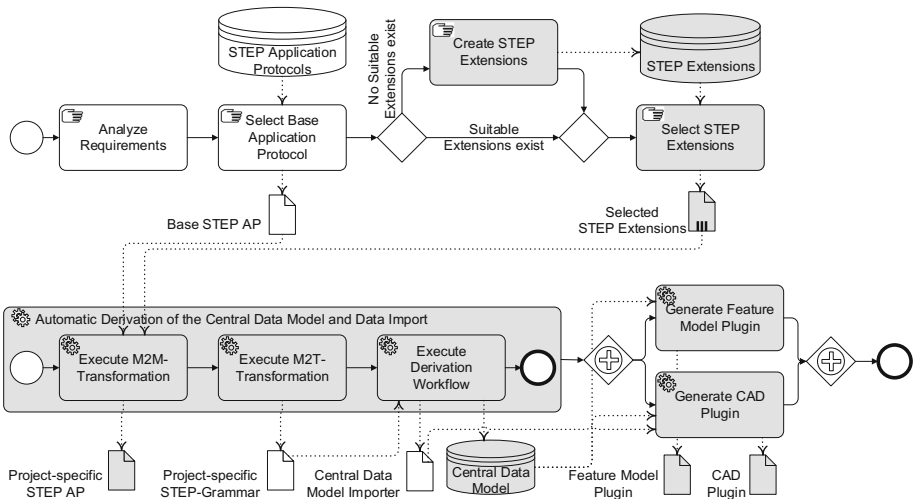 STEP Application
Protocols
No Suitable
Extensions exist
Create STEP
Extensions
STEP Extensions
Analyze
Requirements
Select Base
Application
Protocol
Suitable
Extensions exist
Select STEP
Extensions
Base STEP AP
Selected
STEP Extensions
Automatic Derivation of the Central Data Model and Data Import
Execute M2M-
Transformation
Execute M2T-
Transformation
Execute
Derivation
Workflow
Generate Feature
Model Plugin
Generate CAD
Plugin
Project-specific
STEP AP
Project-specific
STEP-Grammar
Central Data
Model Importer
Central Data
Model
Feature Model
Plugin
CAD
Plugin